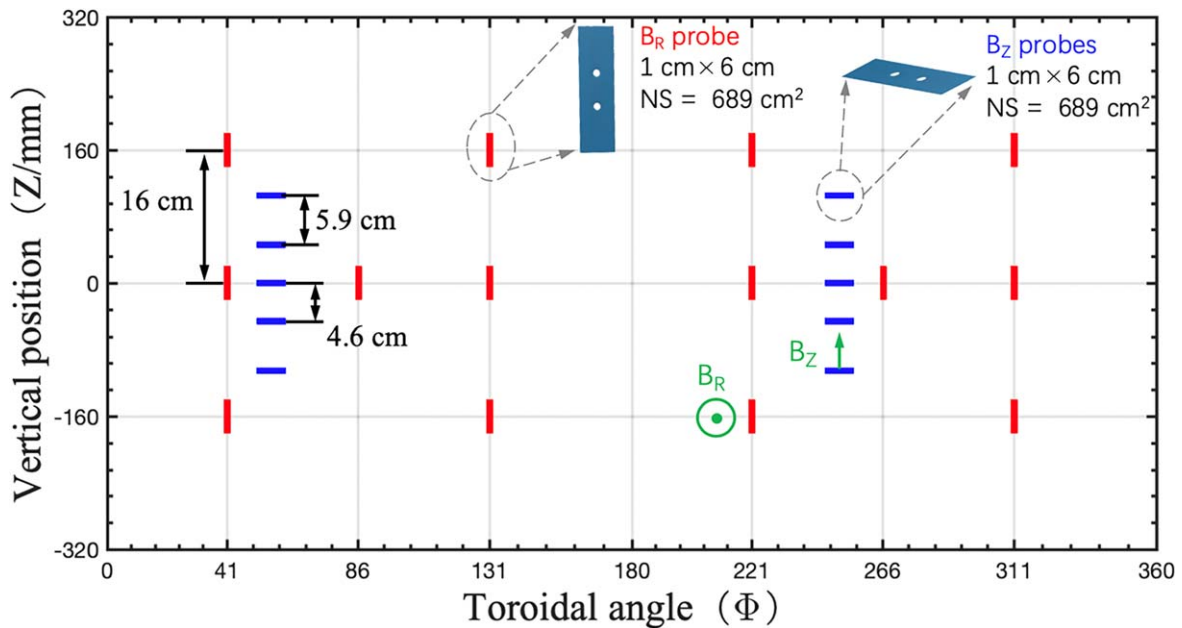 320
160
0
-160
-320
Vertical position (Z/mm)
16 cm
5.9 cm
4.6 cm
B_R probe
1 cm× 6 cm
NS = 689 cm²
B_Z probes
1 cm× 6 cm
NS = 689 cm²
B_Z
B_R
0 41 86 131 180 221 266 311 360
Toroidal angle (Φ)